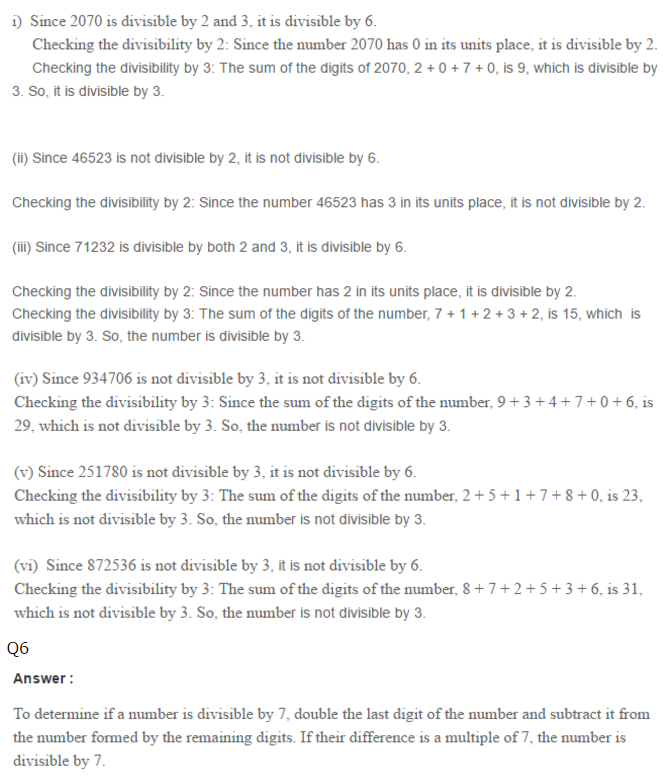 i) Since 2070 is divisible by 2 and 3, it is divisible by 6.
Checking the divisibility by 2: Since the number 2070 has 0 in its units place, it is divisible by 2.
Checking the divisibility by 3: The sum of the digits of 2070, 2 + 0 + 7 + 0, is 9, which is divisible by
3. So, it is divisible by 3.
(ii) Since 46523 is not divisible by 2, it is not divisible by 6.
Checking the divisibility by 2: Since the number 46523 has 3 in its units place, it is not divisible by 2.
(iii) Since 71232 is divisible by both 2 and 3, it is divisible by 6.
Checking the divisibility by 2: Since the number has 2 in its units place, it is divisible by 2.
Checking the divisibility by 3: The sum of the digits of the number, 7 + 1 + 2 + 3 + 2, is 15, which is
divisible by 3. So, the number is divisible by 3.
(iv) Since 934706 is not divisible by 3, it is not divisible by 6.
Checking the divisibility by 3: Since the sum of the digits of the number, 9 + 3 + 4 + 7 + 0 + 6, is
29, which is not divisible by 3. So, the number is not divisible by 3.
(v) Since 251780 is not divisible by 3, it is not divisible by 6.
Checking the divisibility by 3: The sum of the digits of the number, 2 + 5 + 1 + 7 + 8 + 0, is 23,
which is not divisible by 3. So, the number is not divisible by 3.
(vi) Since 872536 is not divisible by 3, it is not divisible by 6.
Checking the divisibility by 3: The sum of the digits of the number, 8 + 7 + 2 + 5 + 3 + 6, is 31,
which is not divisible by 3. So, the number is not divisible by 3.
Q6
Answer :
To determine if a number is divisible by 7, double the last digit of the number and subtract it from
the number formed by the remaining digits. If their difference is a multiple of 7, the number is
divisible by 7.